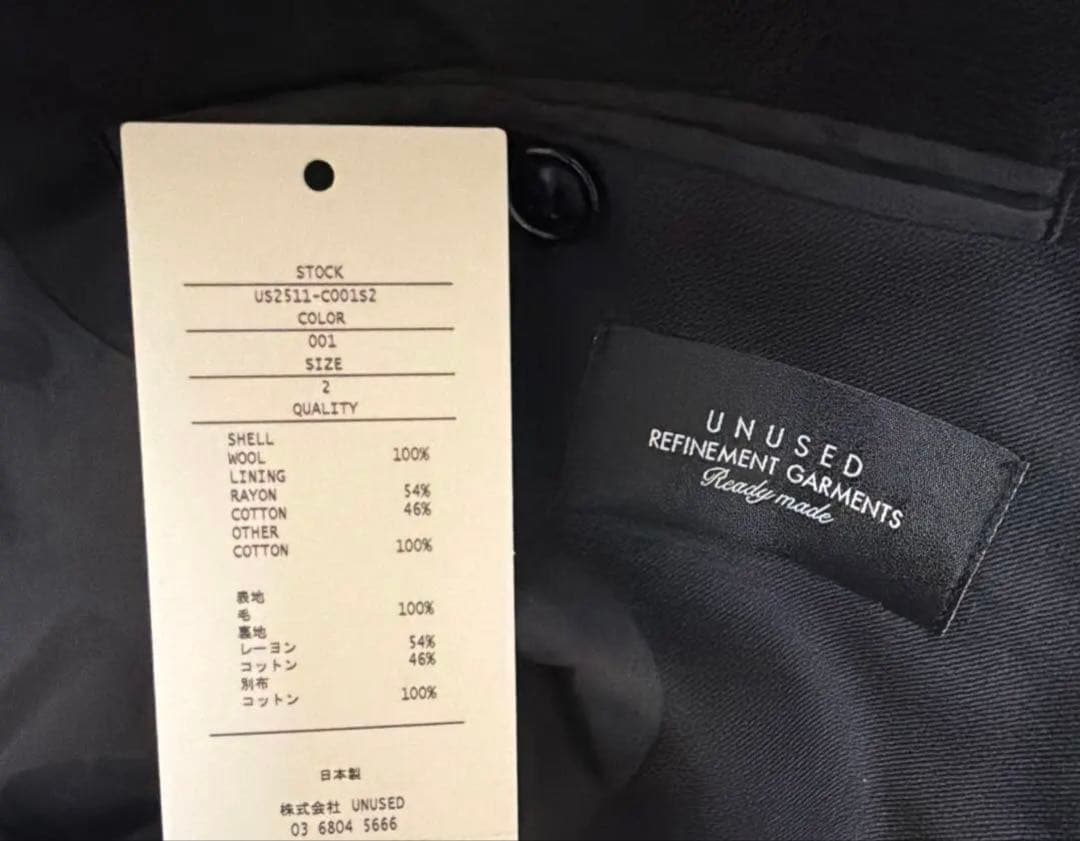 STOCK
US2511-C001S2
COLOR
001
SIZE
2
QUALITY
SHELL
WOOL 100%
LINING
RAYON 54%
COTTON 46%
OTHER
COTTON 100%
表地
毛 100%
裏地
レーヨン 54%
コットン 46%
別布
コットン 100%
日本製
株式会社 UNUSED
03 6804 5666
UNUSED
REFINEMENT GARMENTS
Ready made